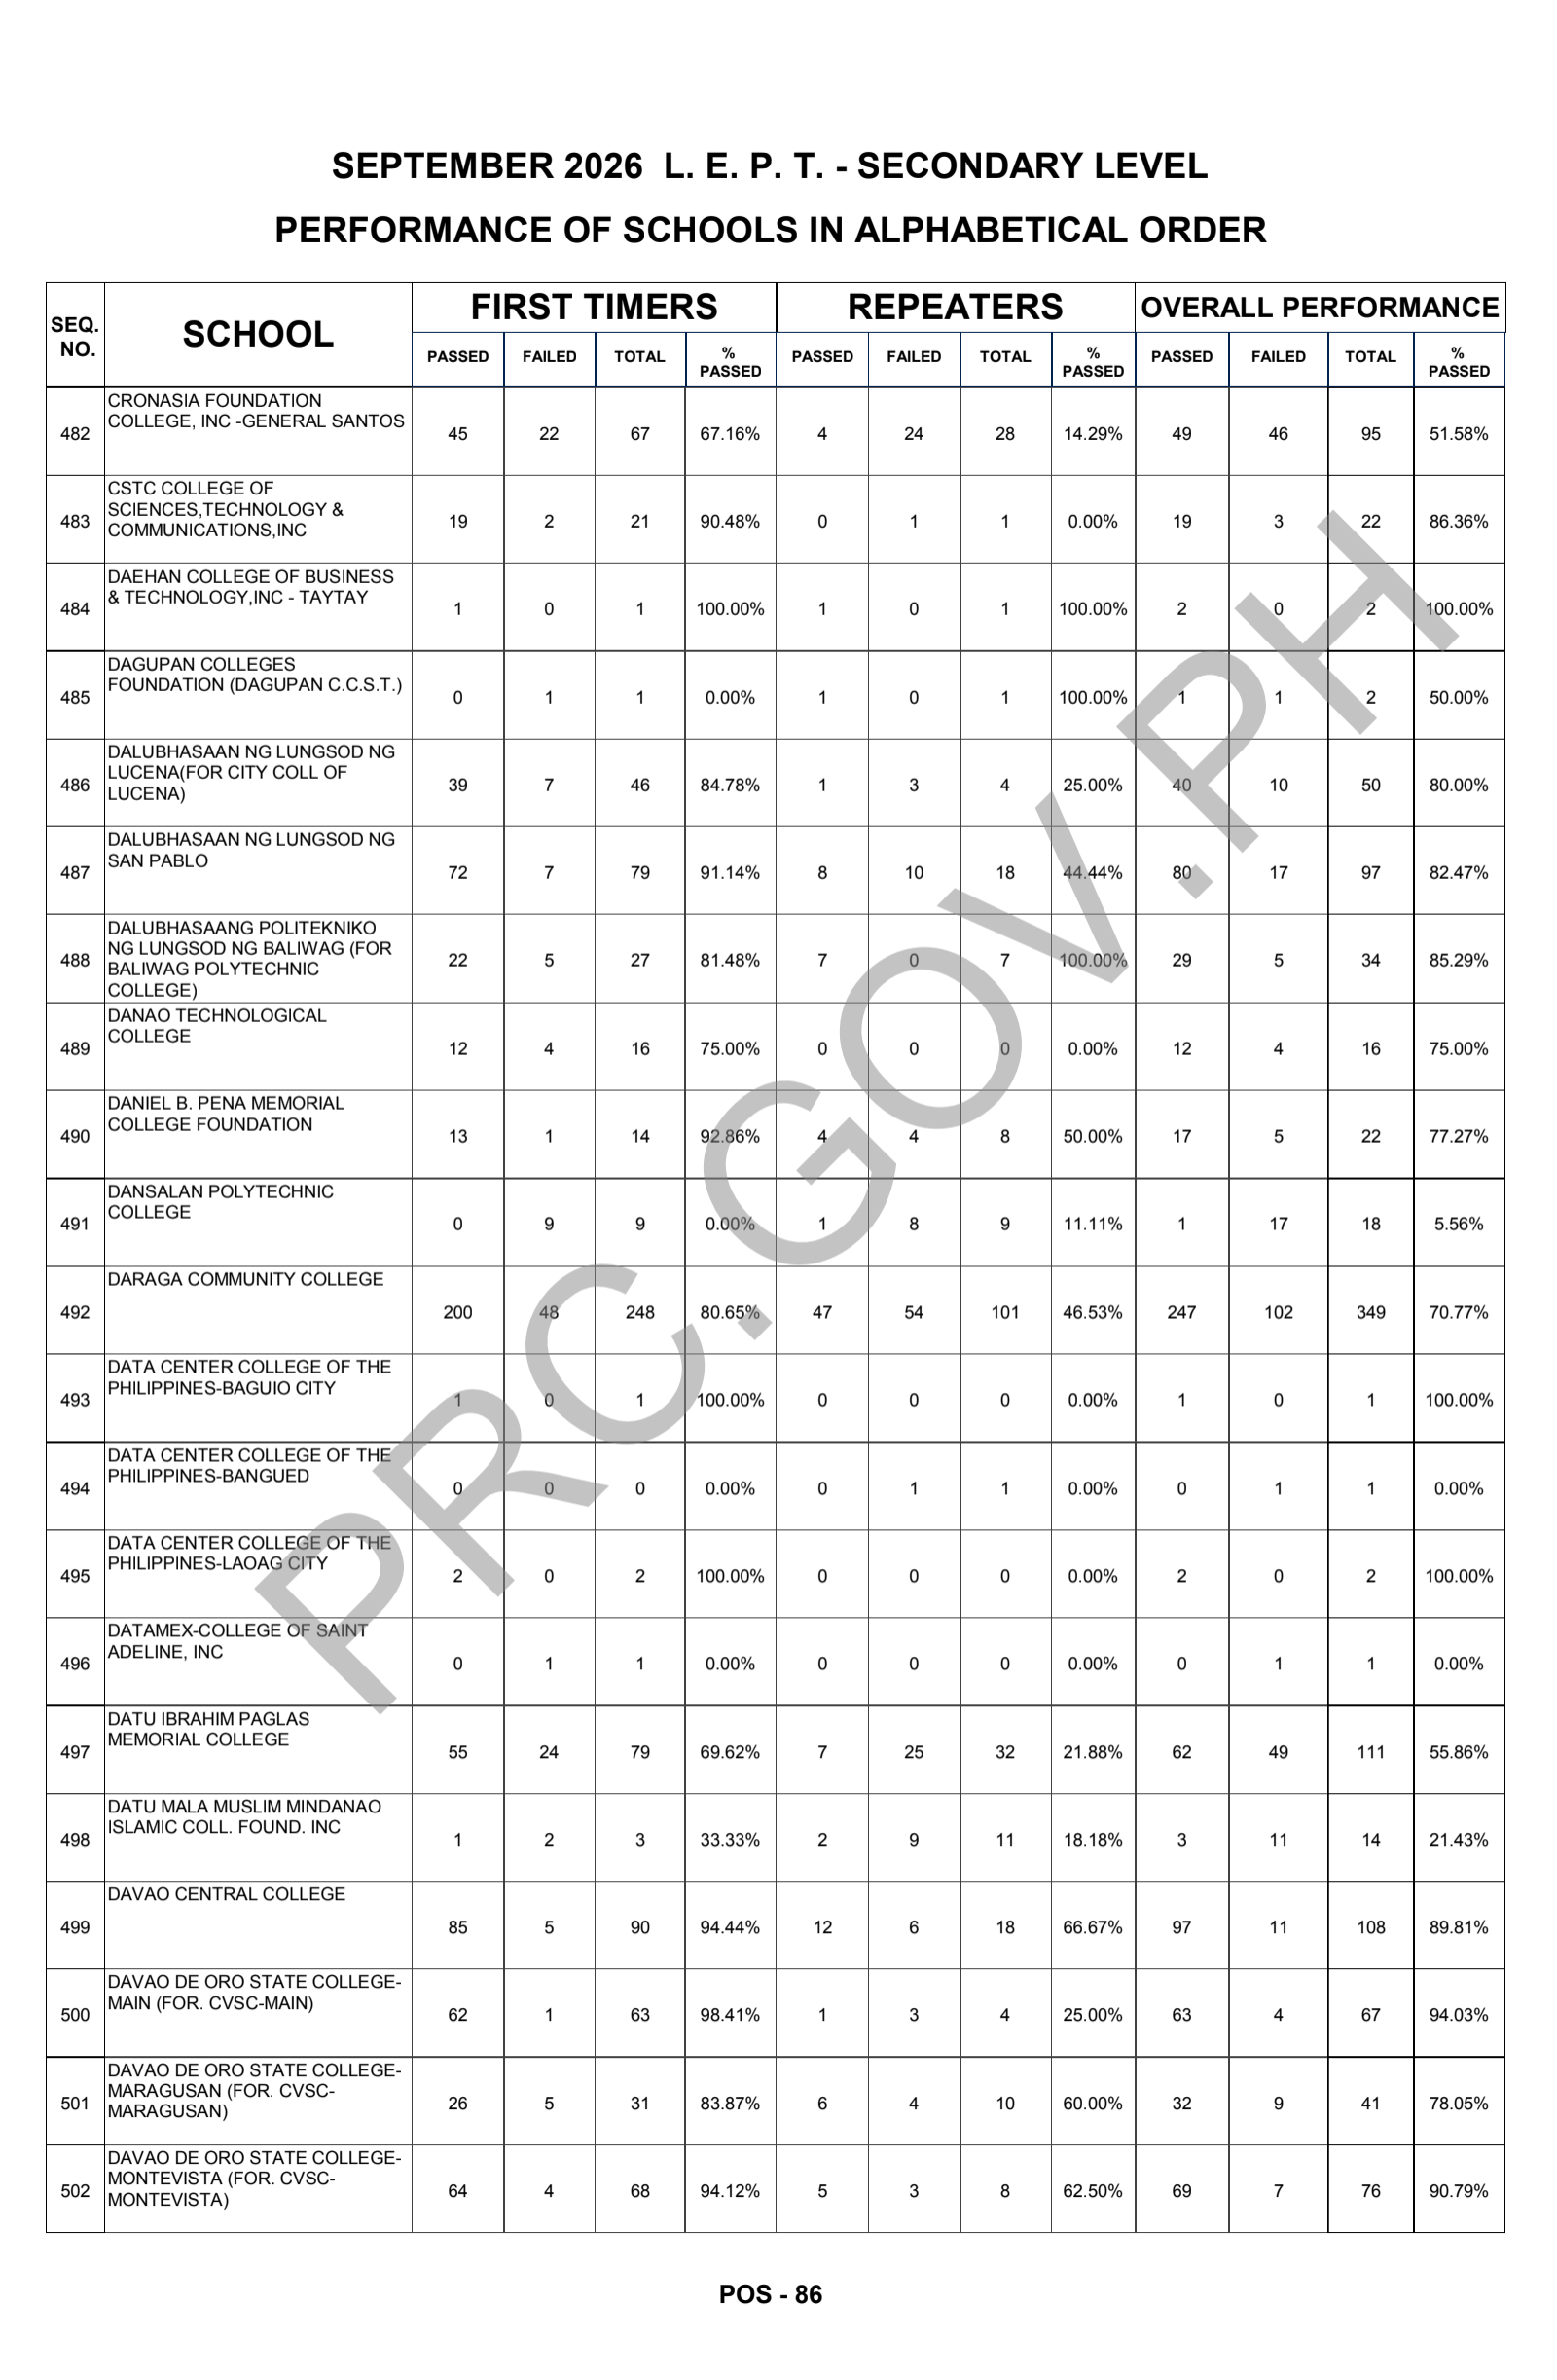 SEPTEMBER 2026 L. E. P. T. - SECONDARY LEVEL
PERFORMANCE OF SCHOOLS IN ALPHABETICAL ORDER
SEQ. NO. SCHOOL FIRST TIMERS REPEATERS OVERALL PERFORMANCE
PASSED FAILED TOTAL % PASSED PASSED FAILED TOTAL % PASSED PASSED FAILED TOTAL % PASSED
CRONASIA FOUNDATION
COLLEGE, INC -GENERAL SANTOS
482 45 22 67 67.16% 4 24 28 14.29% 49 46 95 51.58%
CSTC COLLEGE OF
SCIENCES,TECHNOLOGY &
COMMUNICATIONS,INC
483 19 2 21 90.48% 0 1 1 0.00% 19 3 22 86.36%
DAEHAN COLLEGE OF BUSINESS
& TECHNOLOGY,INC - TAYTAY
484 1 0 1 100.00% 1 0 1 100.00% 2 0 2 100.00%
DAGUPAN COLLEGES
FOUNDATION (DAGUPAN C.C.S.T.)
485 0 1 1 0.00% 1 0 1 100.00% 1 1 2 50.00%
DALUBHASAAN NG LUNGSOD NG
LUCENA(FOR CITY COLL OF
LUCENA)
486 39 7 46 84.78% 1 3 4 25.00% 40 10 50 80.00%
DALUBHASAAN NG LUNGSOD NG
SAN PABLO
487 72 7 79 91.14% 8 10 18 44.44% 80 17 97 82.47%
DALUBHASAANG POLITEKNIKO
NG LUNGSOD NG BALIWAG (FOR
BALIWAG POLYTECHNIC
COLLEGE)
488 22 5 27 81.48% 7 0 7 100.00% 29 5 34 85.29%
DANAO TECHNOLOGICAL
COLLEGE
489 12 4 16 75.00% 0 0 0 0.00% 12 4 16 75.00%
DANIEL B. PENA MEMORIAL
COLLEGE FOUNDATION
490 13 1 14 92.86% 4 4 8 50.00% 17 5 22 77.27%
DANSALAN POLYTECHNIC
COLLEGE
491 0 9 9 0.00% 1 8 9 11.11% 1 17 18 5.56%
DARAGA COMMUNITY COLLEGE
492 200 48 248 80.65% 47 54 101 46.53% 247 102 349 70.77%
DATA CENTER COLLEGE OF THE
PHILIPPINES-BAGUIO CITY
493 1 0 1 100.00% 0 0 0 0.00% 1 0 1 100.00%
DATA CENTER COLLEGE OF THE
PHILIPPINES-BANGUED
494 0 0 0 0.00% 0 1 1 0.00% 0 1 1 0.00%
DATA CENTER COLLEGE OF THE
PHILIPPINES-LAOAG CITY
495 2 0 2 100.00% 0 0 0 0.00% 2 0 2 100.00%
DATAMEX-COLLEGE OF SAINT
ADELINE, INC
496 0 1 1 0.00% 0 0 0 0.00% 0 1 1 0.00%
DATU IBRAHIM PAGLAS
MEMORIAL COLLEGE
497 55 24 79 69.62% 7 25 32 21.88% 62 49 111 55.86%
DATU MALA MUSLIM MINDANAO
ISLAMIC COLL. FOUND. INC
498 1 2 3 33.33% 2 9 11 18.18% 3 11 14 21.43%
DAVAO CENTRAL COLLEGE
499 85 5 90 94.44% 12 6 18 66.67% 97 11 108 89.81%
DAVAO DE ORO STATE COLLEGE-
MAIN (FOR. CVSC-MAIN)
500 62 1 63 98.41% 1 3 4 25.00% 63 4 67 94.03%
DAVAO DE ORO STATE COLLEGE-
MARAGUSAN (FOR. CVSC-
MARAGUSAN)
501 26 5 31 83.87% 6 4 10 60.00% 32 9 41 78.05%
DAVAO DE ORO STATE COLLEGE-
MONTEVISTA (FOR. CVSC-
MONTEVISTA)
502 64 4 68 94.12% 5 3 8 62.50% 69 7 76 90.79%
PRC.GOV.PH
POS - 86